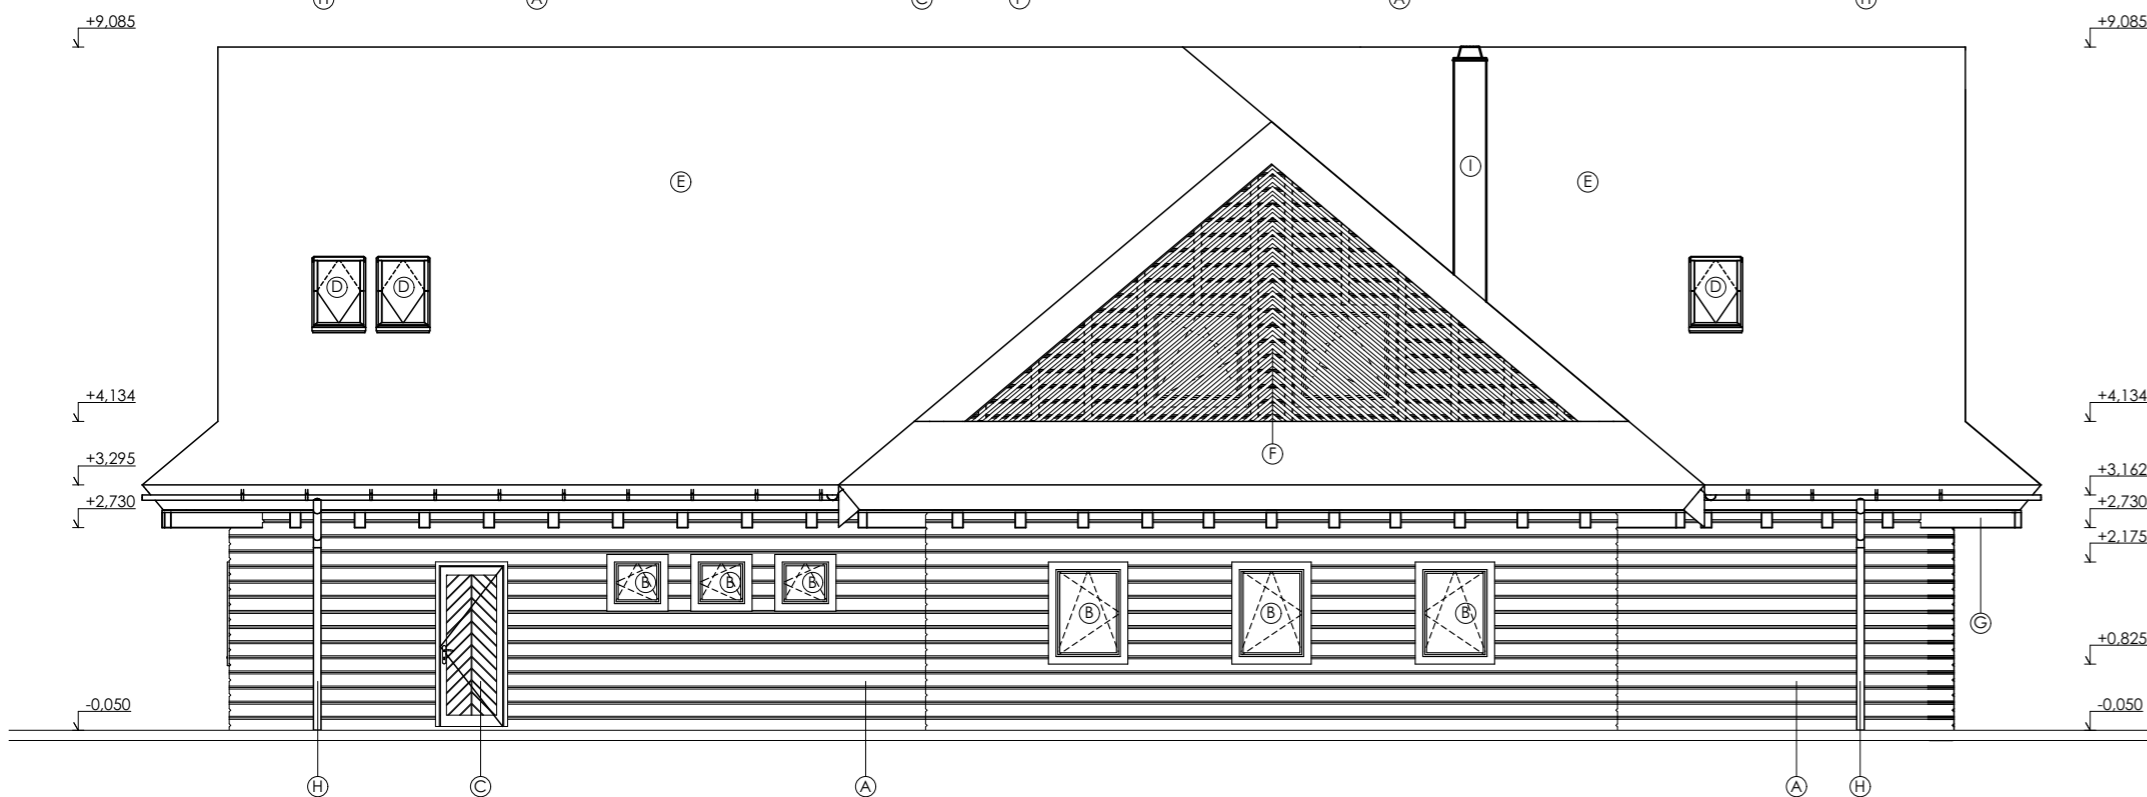 H A C F A H
+9,085 +9,085
I
E E
D D D
+4,134 +4,134
F
+3,295 +3,162
+2,730 +2,730
+2,175
B B B
B B B
G
+0,825
-0,050 -0,050
H C A A H